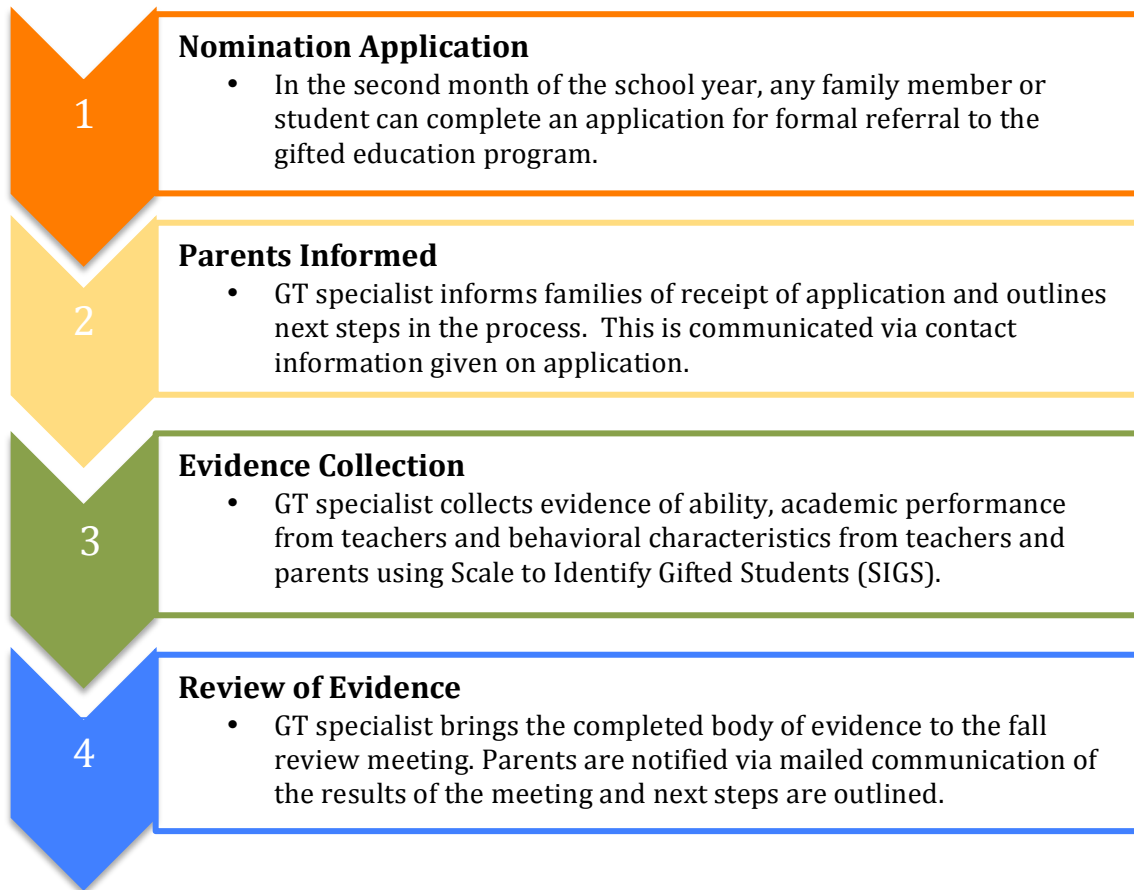 1
Nomination Application
• In the second month of the school year, any family member or
student can complete an application for formal referral to the
gifted education program.
2
Parents Informed
• GT specialist informs families of receipt of application and outlines
next steps in the process.  This is communicated via contact
information given on application.
3
Evidence Collection
• GT specialist collects evidence of ability, academic performance
from teachers and behavioral characteristics from teachers and
parents using Scale to Identify Gifted Students (SIGS).
4
Review of Evidence
• GT specialist brings the completed body of evidence to the fall
review meeting. Parents are notified via mailed communication of
the results of the meeting and next steps are outlined.